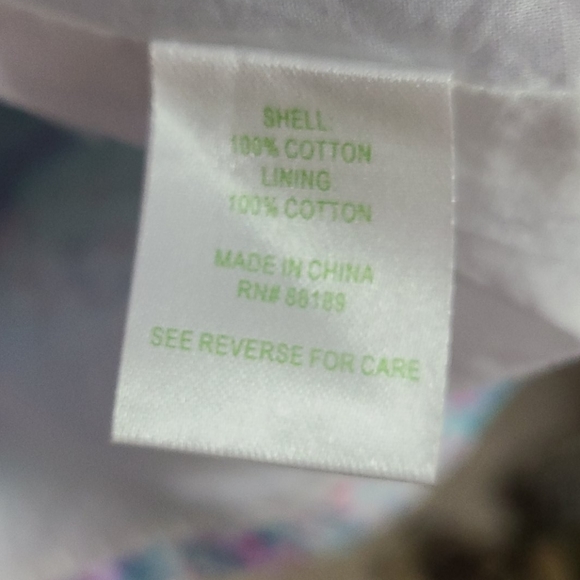 SHELL
100% COTTON
LINING
100% COTTON
MADE IN CHINA
RN# 88189
SEE REVERSE FOR CARE